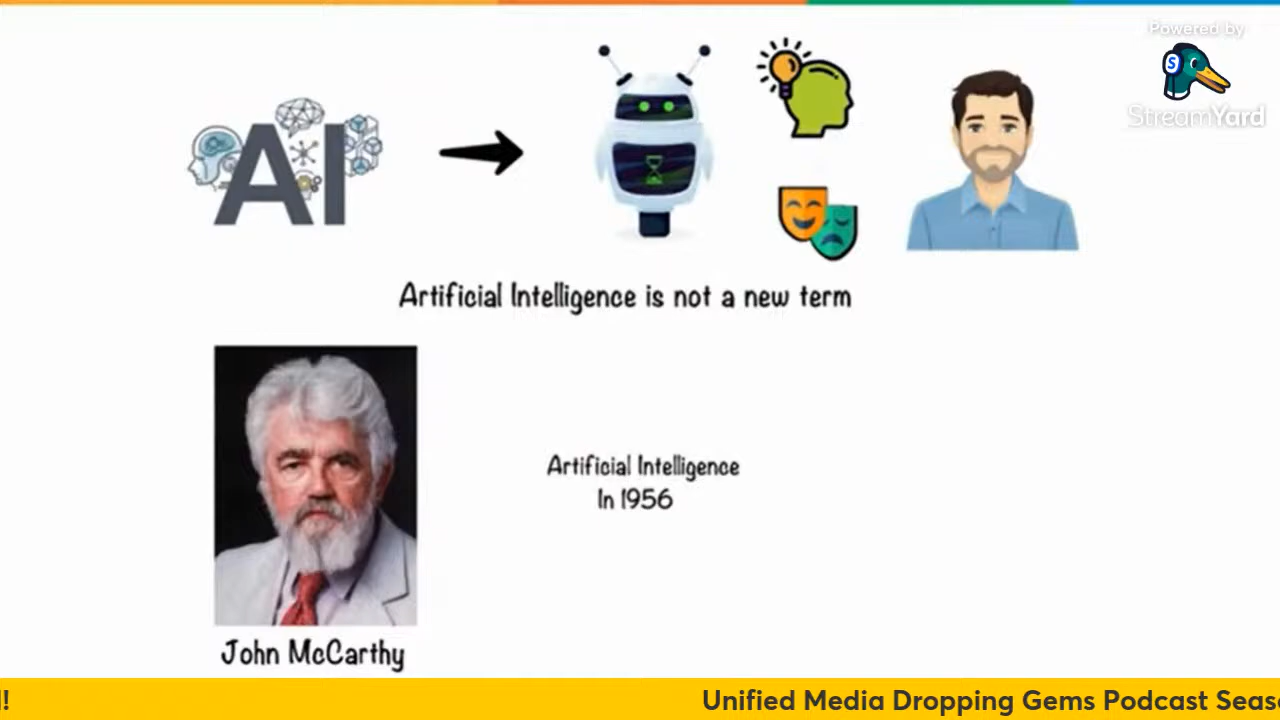 Powered by
StreamYard
AI
Artificial Intelligence is not a new term
Artificial Intelligence
In 1956
John McCarthy
! Unified Media Dropping Gems Podcast